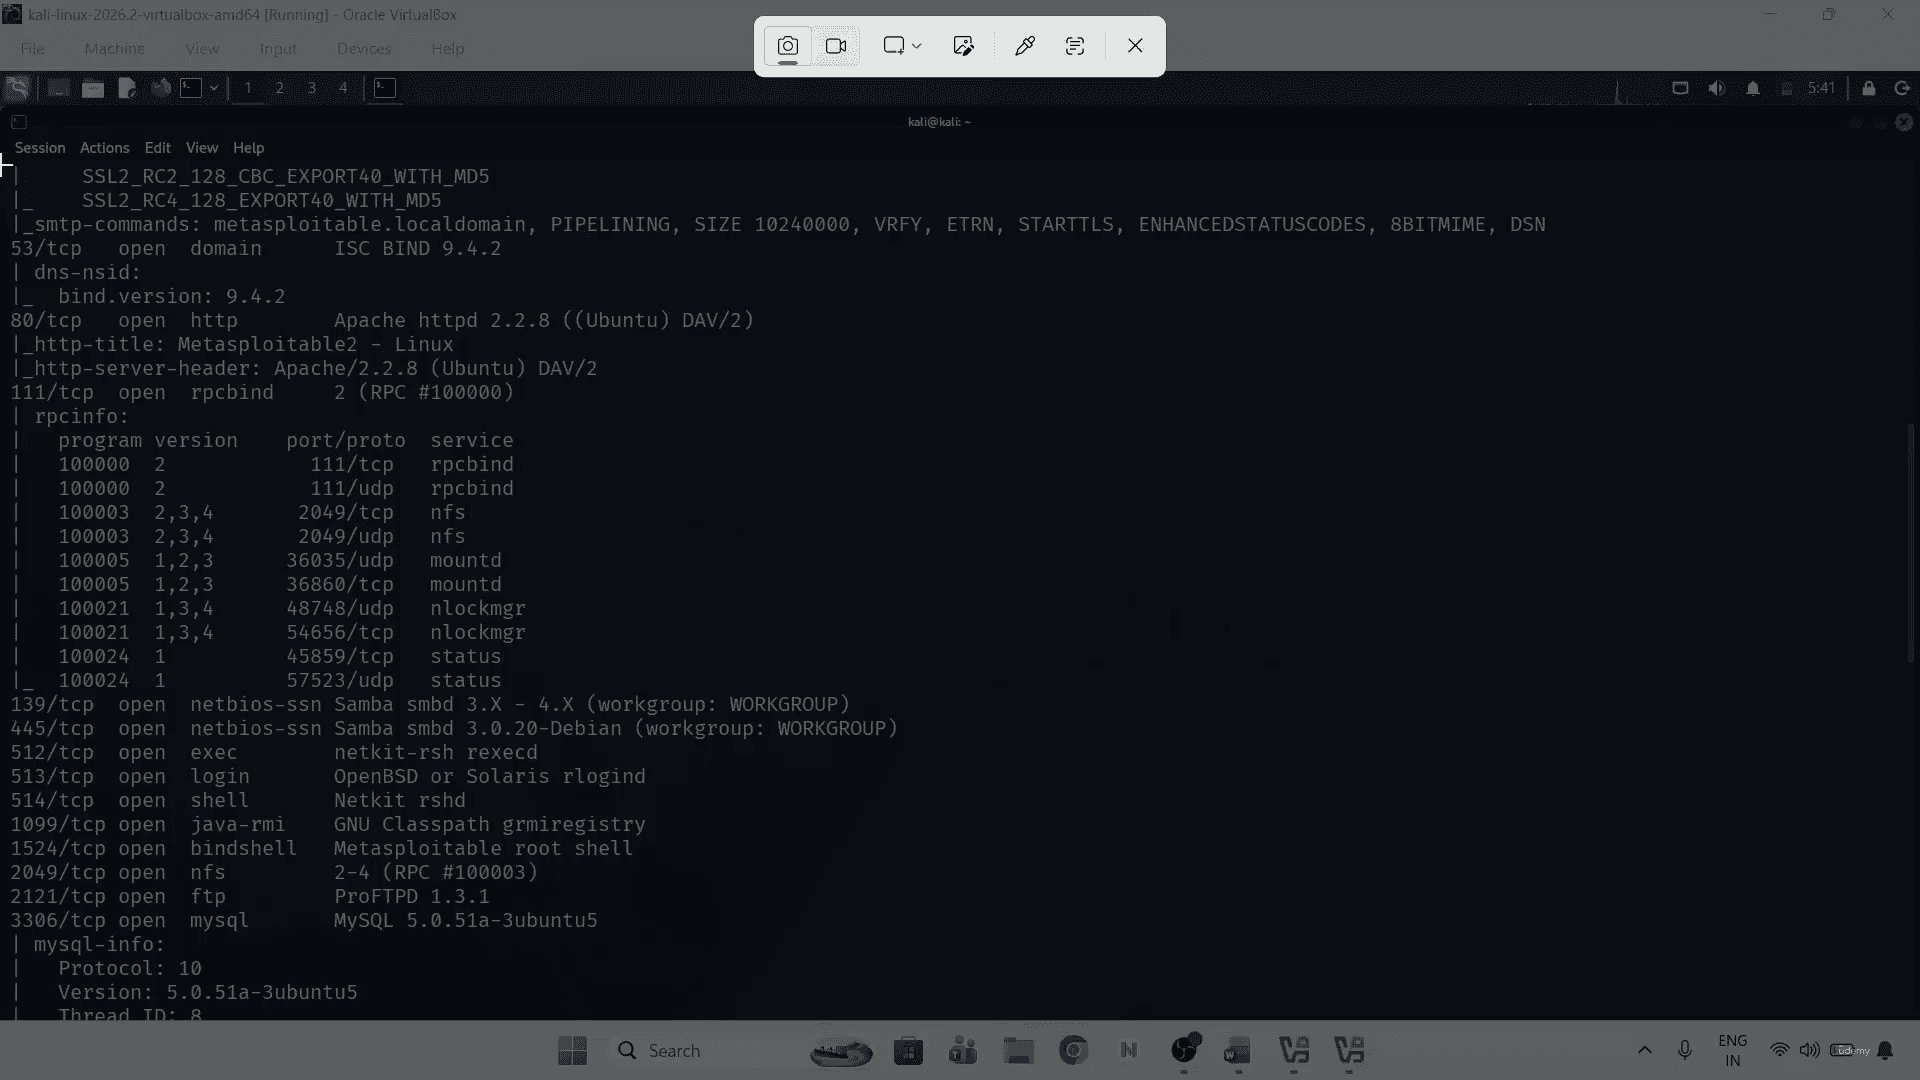 kali-linux-2026.2-virtualbox-amd64 [Running] - Oracle VirtualBox
File Machine View Input Devices Help
1 2 3 4 5:41
kali@kali: ~
Session Actions Edit View Help
| SSL2_RC2_128_CBC_EXPORT40_WITH_MD5
|_ SSL2_RC4_128_EXPORT40_WITH_MD5
|_smtp-commands: metasploitable.localdomain, PIPELINING, SIZE 10240000, VRFY, ETRN, STARTTLS, ENHANCEDSTATUSCODES, 8BITMIME, DSN
53/tcp open domain ISC BIND 9.4.2
| dns-nsid:
|_ bind.version: 9.4.2
80/tcp open http Apache httpd 2.2.8 ((Ubuntu) DAV/2)
|_http-title: Metasploitable2 - Linux
|_http-server-header: Apache/2.2.8 (Ubuntu) DAV/2
111/tcp open rpcbind 2 (RPC #100000)
| rpcinfo:
| program version port/proto service
| 100000 2 111/tcp rpcbind
| 100000 2 111/udp rpcbind
| 100003 2,3,4 2049/tcp nfs
| 100003 2,3,4 2049/udp nfs
| 100005 1,2,3 36035/udp mountd
| 100005 1,2,3 36860/tcp mountd
| 100021 1,3,4 48748/udp nlockmgr
| 100021 1,3,4 54656/tcp nlockmgr
| 100024 1 45859/tcp status
|_ 100024 1 57523/udp status
139/tcp open netbios-ssn Samba smbd 3.X - 4.X (workgroup: WORKGROUP)
445/tcp open netbios-ssn Samba smbd 3.0.20-Debian (workgroup: WORKGROUP)
512/tcp open exec netkit-rsh rexecd
513/tcp open login OpenBSD or Solaris rlogind
514/tcp open shell Netkit rshd
1099/tcp open java-rmi GNU Classpath grmiregistry
1524/tcp open bindshell Metasploitable root shell
2049/tcp open nfs 2-4 (RPC #100003)
2121/tcp open ftp ProFTPD 1.3.1
3306/tcp open mysql MySQL 5.0.51a-3ubuntu5
| mysql-info:
| Protocol: 10
| Version: 5.0.51a-3ubuntu5
| Thread ID: 8
Search
ENG
IN
udemy